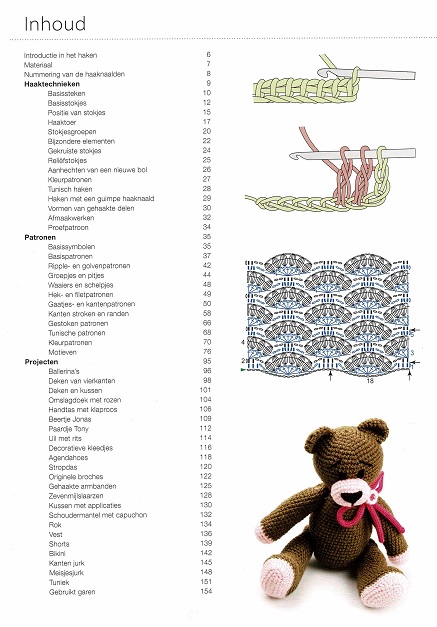 Inhoud
Introductie in het haken 6
Materiaal 7
Nummering van de haaknaalden 8
Haaktechnieken 9
Basissteken 10
Basisstokjes 12
Positie van stokjes 15
Haaktoer 17
Stokjesgroepen 20
Bijzondere elementen 22
Gekruiste stokjes 24
Reliëfstokjes 25
Aanhechten van een nieuwe bol 26
Kleurpatronen 27
Tunisch haken 28
Haken met een guimpe haaknaald 29
Vormen van gehaakte delen 30
Afmaakwerken 32
Proefpatroon 34
Patronen 35
Basissymbolen 35
Basispatronen 37
Ripple- en golvenpatronen 42
Groepjes en pitjes 44
Waaiers en schelpjes 48
Hek- en filetpatronen 49
Gaatjes- en kantenpatronen 50
Kanten stroken en randen 58
Gestoken patronen 66
Tunische patronen 68
Kleurpatronen 70
Motieven 76
Projecten 95
Ballerina's 96
Deken van vierkanten 98
Deken en kussen 101
Omslagdoek met rozen 104
Handtas met klaproos 106
Beertje Jonas 109
Paardje Tony 112
Uil met rits 114
Decoratieve kleedjes 116
Agendahoes 118
Stropdas 120
Originele broches 122
Gehaakte armbanden 125
Zevenmijlslaarzen 128
Kussen met applicaties 130
Schoudermantel met capuchon 132
Rok 134
Vest 136
Shorts 139
Bikini 142
Kanten jurk 145
Meisjesjurk 148
Tuniek 151
Gebruikt garen 154
4
2
5
3
1
18